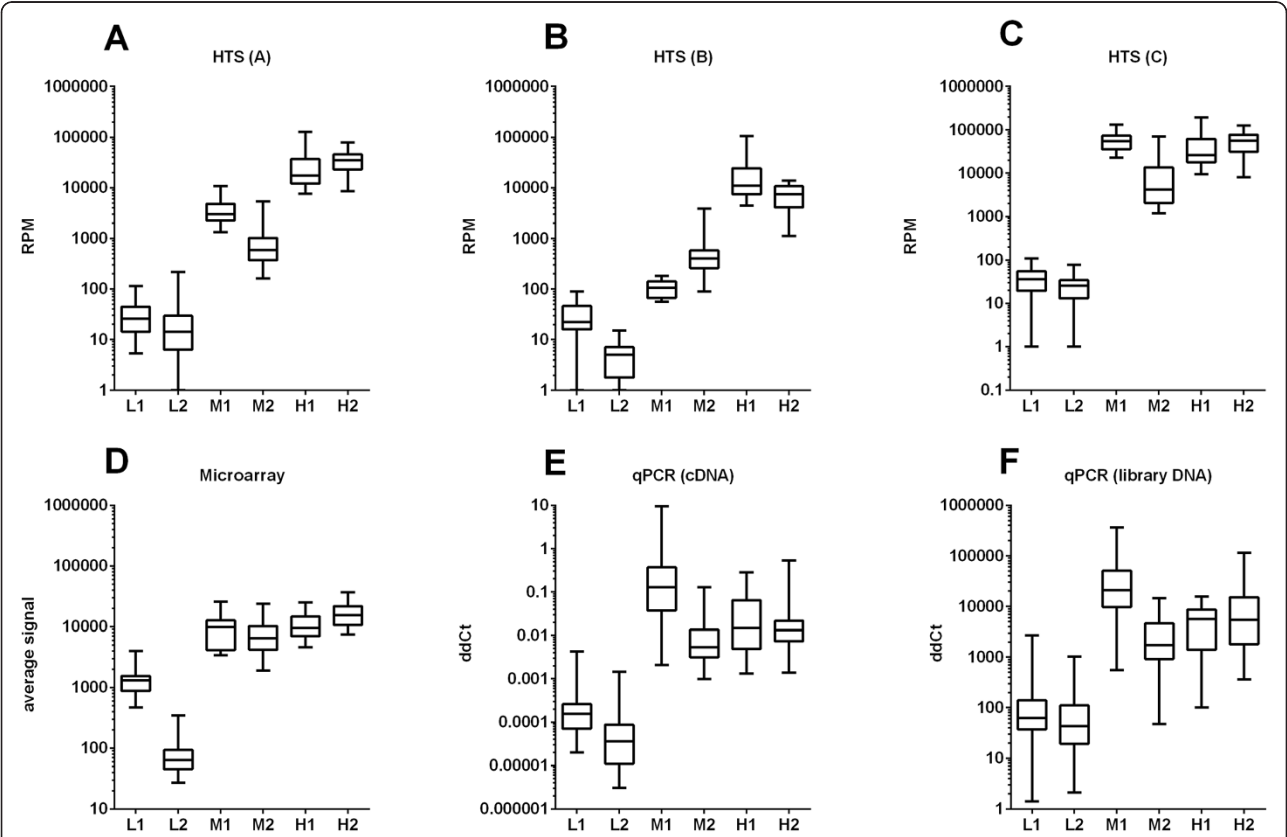 A
HTS (A)
RPM
1000000
100000
10000
1000
100
10
1
L1 L2 M1 M2 H1 H2
B
HTS (B)
RPM
1000000
100000
10000
1000
100
10
1
L1 L2 M1 M2 H1 H2
C
HTS (C)
RPM
1000000
100000
10000
1000
100
10
1
0.1
L1 L2 M1 M2 H1 H2
D
Microarray
average signal
1000000
100000
10000
1000
100
10
L1 L2 M1 M2 H1 H2
E
qPCR (cDNA)
ddCt
10
1
0.1
0.01
0.001
0.0001
0.00001
0.000001
L1 L2 M1 M2 H1 H2
F
qPCR (library DNA)
ddCt
1000000
100000
10000
1000
100
10
1
L1 L2 M1 M2 H1 H2